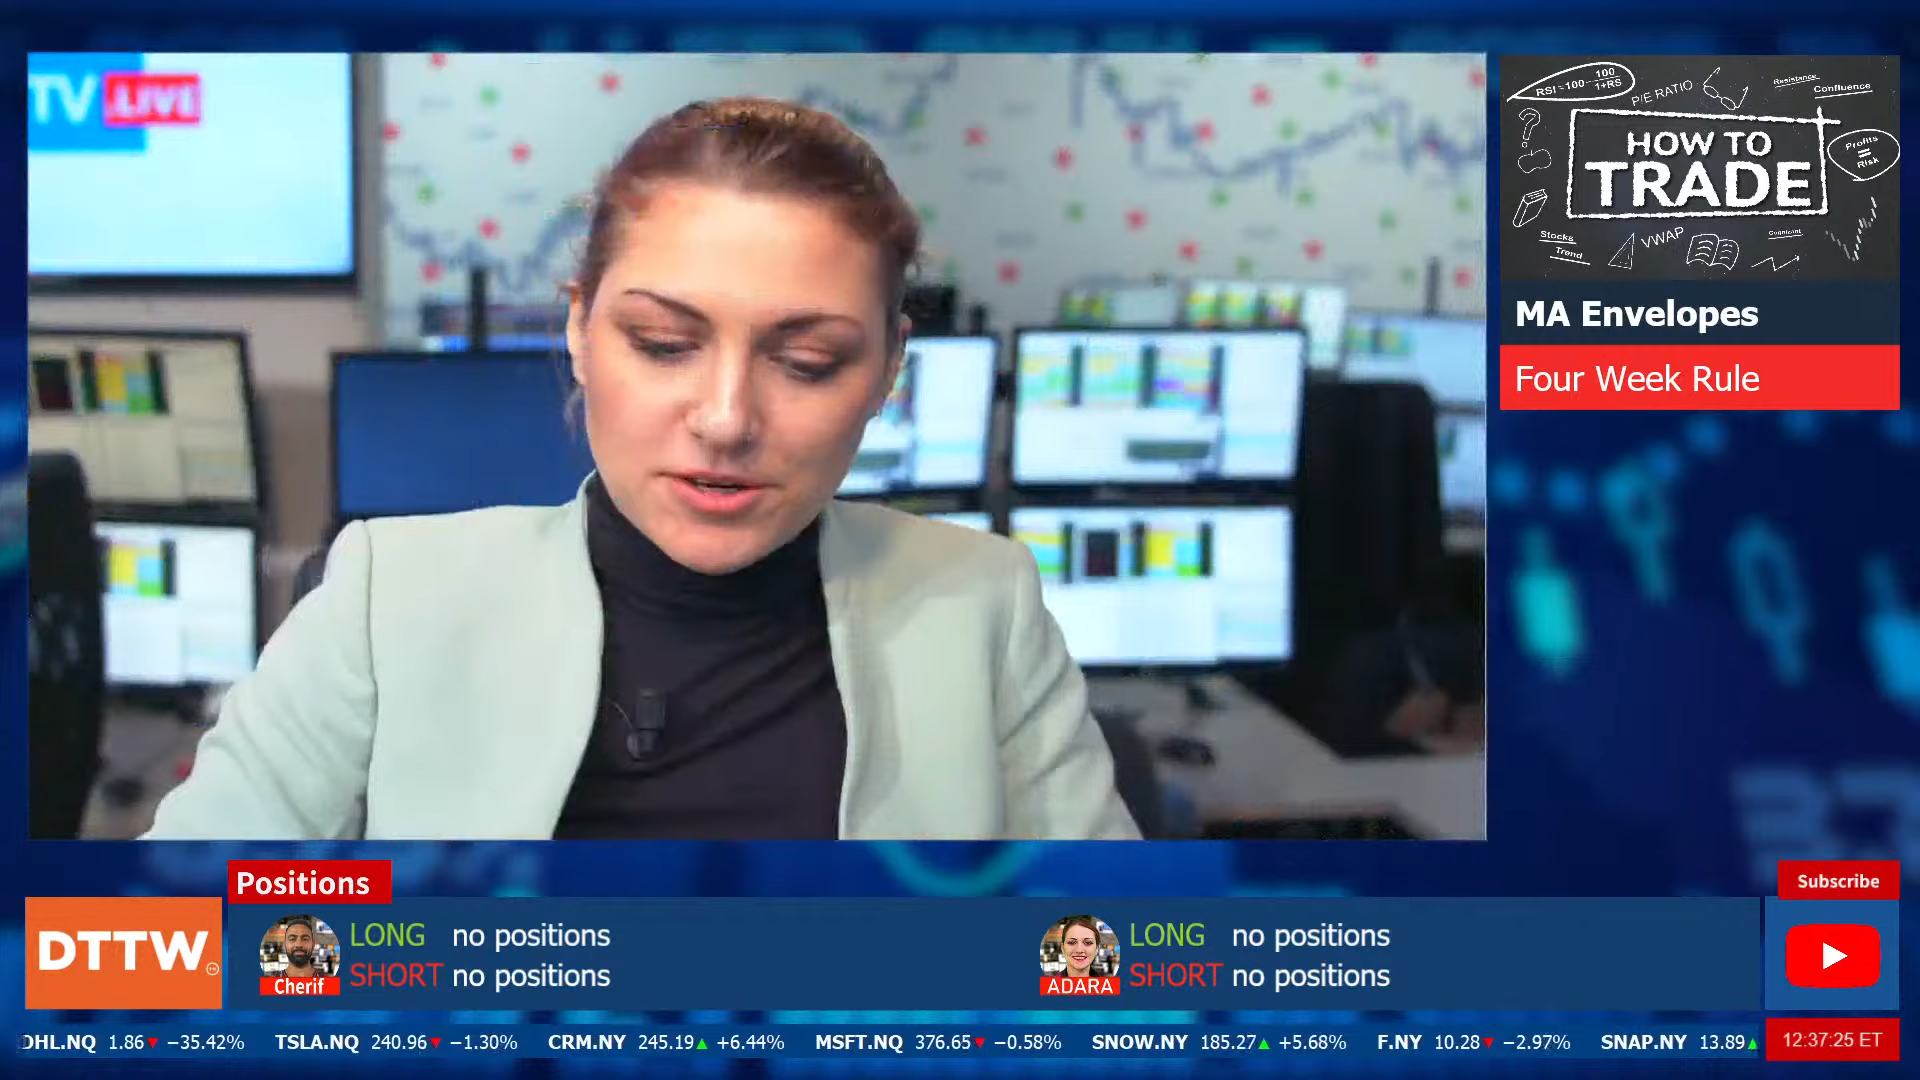 TV .LIVE
RSI=100- 100
1+RS
P/E RATIO
Resistance
Confluence
HOW TO
TRADE
Profits
=
Risk
Stocks
Trend
VWAP
MA Envelopes
Four Week Rule
Positions
Subscribe
DTTW
Cherif
LONG no positions
SHORT no positions
ADARA
LONG no positions
SHORT no positions
DHL.NQ 1.86▼ −35.42% TSLA.NQ 240.96▼ −1.30% CRM.NY 245.19▲ +6.44% MSFT.NQ 376.65▼ −0.58% SNOW.NY 185.27▲ +5.68% F.NY 10.28▼ −2.97% SNAP.NY 13.89▲
12:37:25 ET